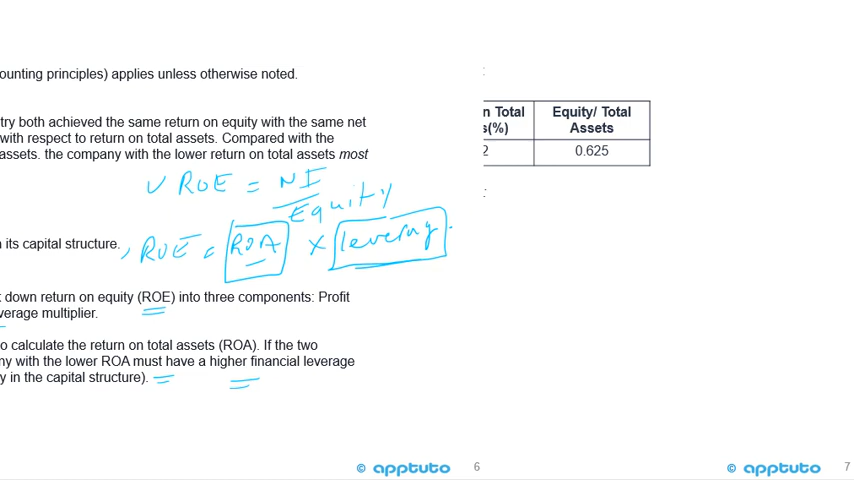 ounting principles) applies unless otherwise noted.
try both achieved the same return on equity with the same net
with respect to return on total assets. Compared with the
assets. the company with the lower return on total assets most
✓ ROE = NI
Equity
n its capital structure.
, ROE = ROA × leverag
down return on equity (ROE) into three components: Profit
verage multiplier.
o calculate the return on total assets (ROA). If the two
ny with the lower ROA must have a higher financial leverage
y in the capital structure).
© apptuto 6
:
n Total Equity/ Total
s(%) Assets
2 0.625
:
© apptuto 7